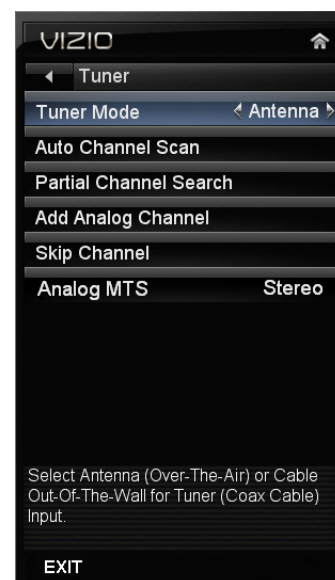 VIZIO
Tuner
Tuner Mode Antenna
Auto Channel Scan
Partial Channel Search
Add Analog Channel
Skip Channel
Analog MTS Stereo
Select Antenna (Over-The-Air) or Cable
Out-Of-The-Wall for Tuner (Coax Cable)
Input.
EXIT